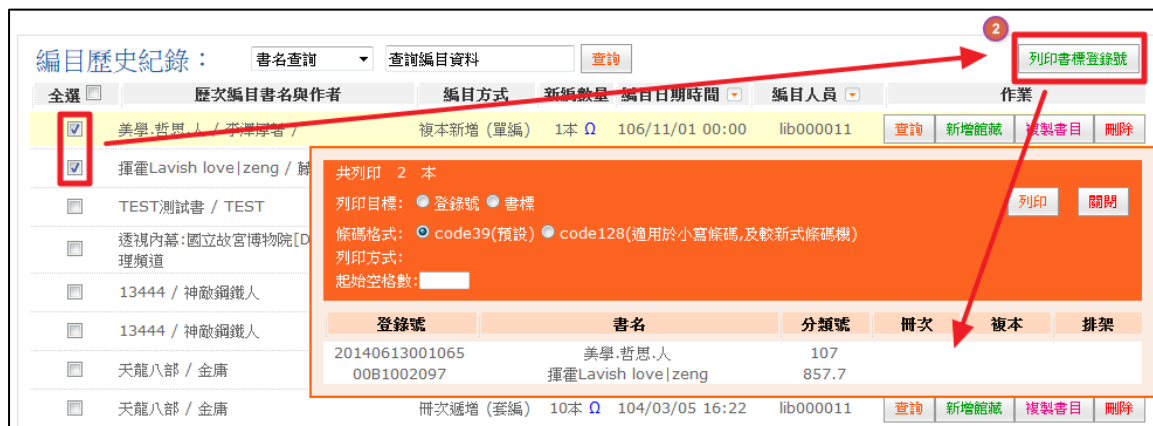 2
編目歷史紀錄： 書名查詢 查詢編目資料 查詢 列印書標登錄號
全選 歷次編目書名與作者 編目方式 新編數量 編目日期時間 編目人員 作業
美學.哲思.人 / 李澤厚著 / 複本新增 (單編) 1本 Ω 106/11/01 00:00 lib000011 查詢 新增館藏 複製書目 刪除
揮霍Lavish love|zeng /
TEST測試書 / TEST
透視內幕:國立故宮博物院[D
理頻道
13444 / 神敵鋼鐵人
13444 / 神敵鋼鐵人
天龍八部 / 金庸
天龍八部 / 金庸 冊次遞增 (套編) 10本 Ω 104/03/05 16:22 lib000011 查詢 新增館藏 複製書目 刪除
共列印 2 本
列印目標: 登錄號 書標 列印 關閉
條碼格式: code39(預設) code128(適用於小寫條碼,及較新式條碼機)
列印方式:
起始空格數:
登錄號 書名 分類號 冊次 複本 排架
20140613001065 美學.哲思.人 107
00B1002097 揮霍Lavish love|zeng 857.7